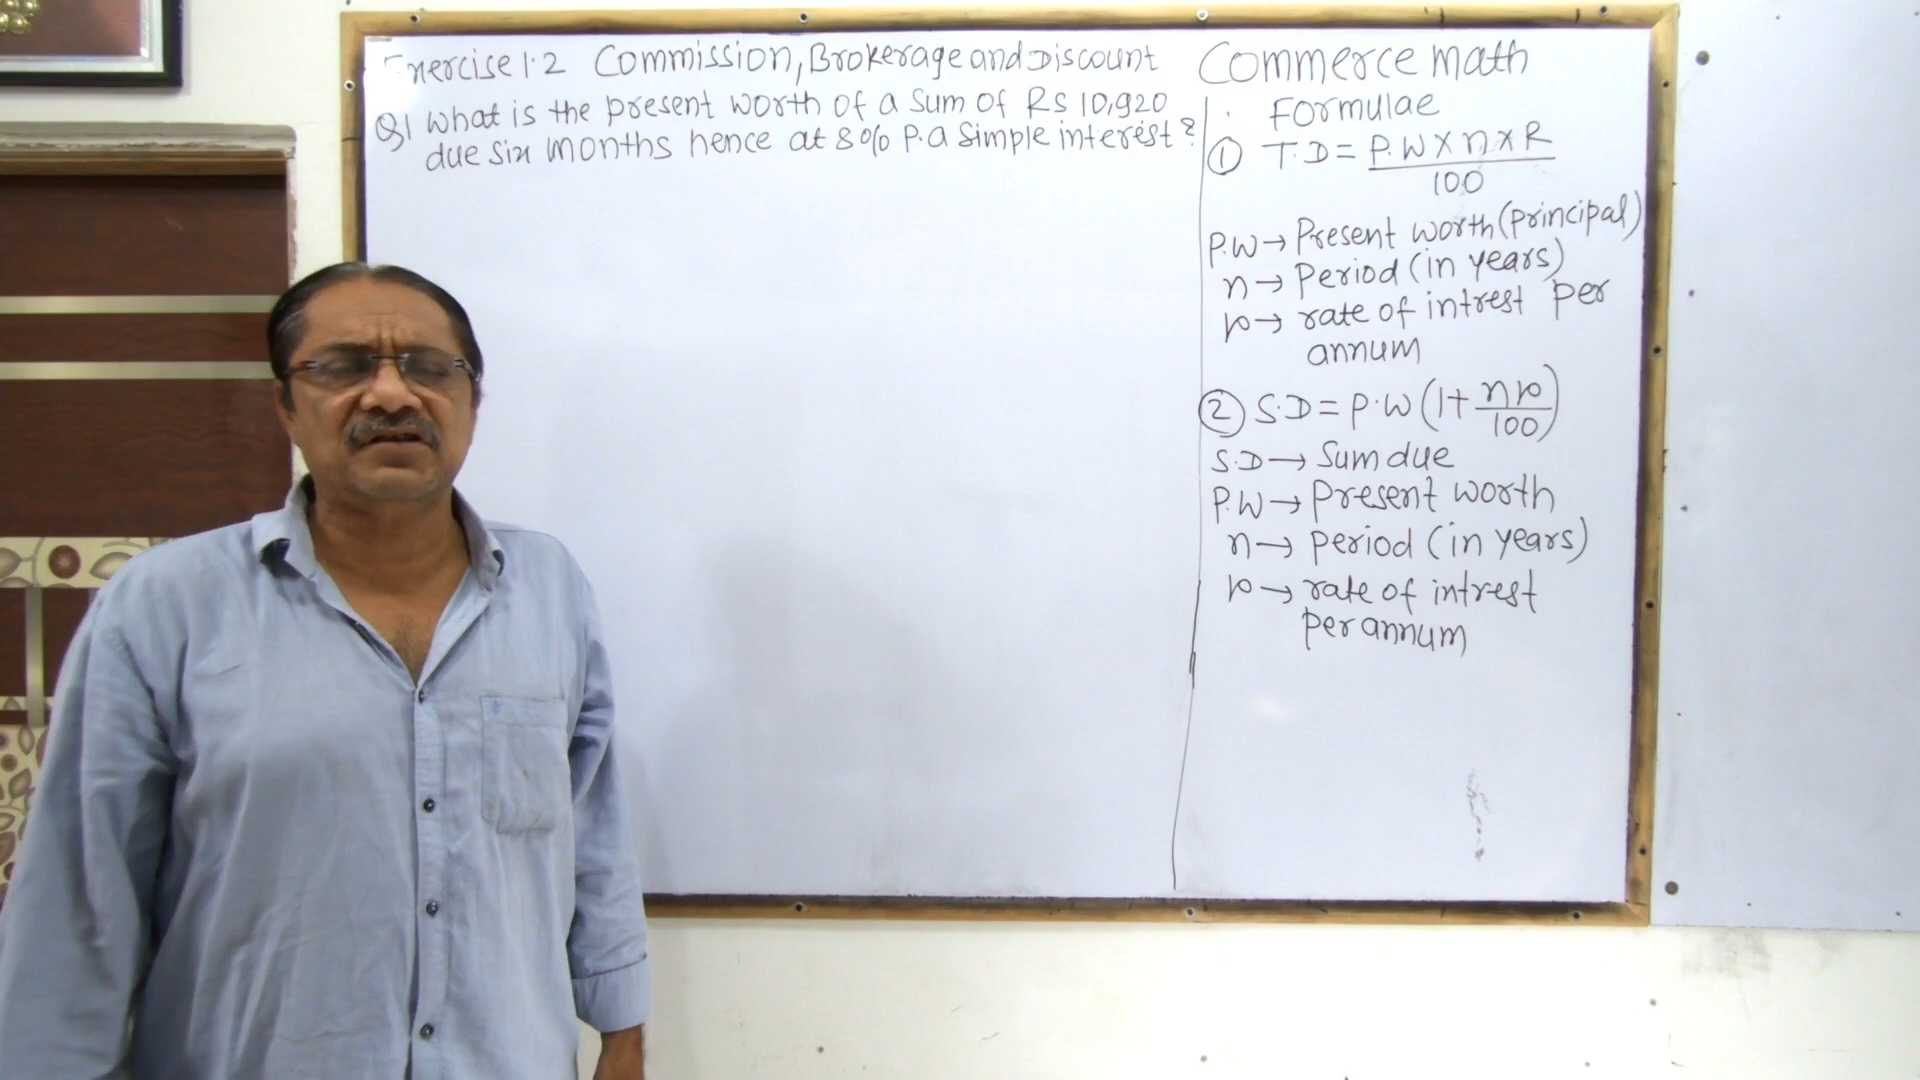 Exercise 1.2 Commission, Brokerage and Discount
Q1 What is the present worth of a sum of Rs 10,920
due six months hence at 8% P.a simple interest?
Commerce math
Formulae
① T.D = P.W x n x R
100
P.W → Present worth (principal)
n → Period (in years)
r → rate of intrest per
annum
② S.D = P.W (1 + nr/100)
S.D → Sum due
P.W → present worth
n → period (in years)
r → rate of intrest
per annum